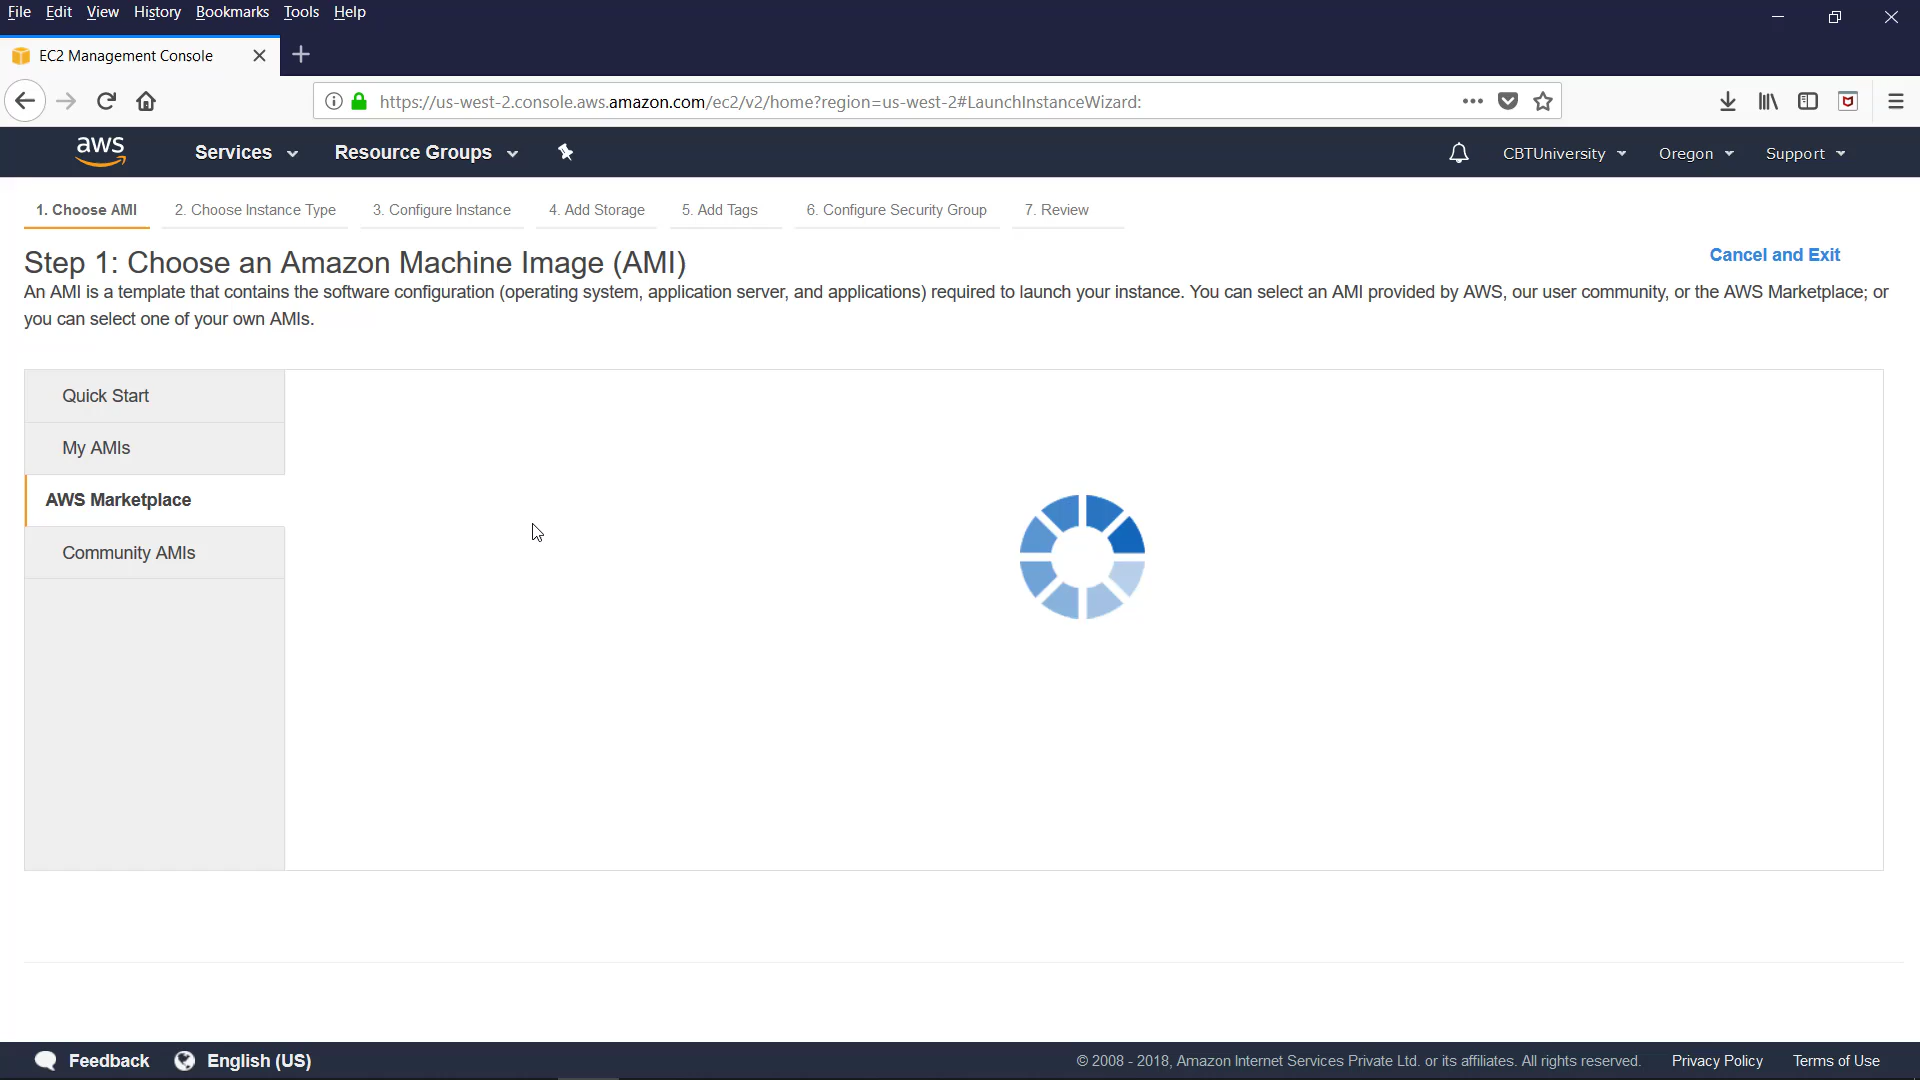 File Edit View History Bookmarks Tools Help
EC2 Management Console
https://us-west-2.console.aws.amazon.com/ec2/v2/home?region=us-west-2#LaunchInstanceWizard:
aws Services Resource Groups CBTUniversity Oregon Support
1. Choose AMI 2. Choose Instance Type 3. Configure Instance 4. Add Storage 5. Add Tags 6. Configure Security Group 7. Review
Step 1: Choose an Amazon Machine Image (AMI) Cancel and Exit
An AMI is a template that contains the software configuration (operating system, application server, and applications) required to launch your instance. You can select an AMI provided by AWS, our user community, or the AWS Marketplace; or
you can select one of your own AMIs.
Quick Start
My AMIs
AWS Marketplace
Community AMIs
Feedback English (US) © 2008 - 2018, Amazon Internet Services Private Ltd. or its affiliates. All rights reserved. Privacy Policy Terms of Use